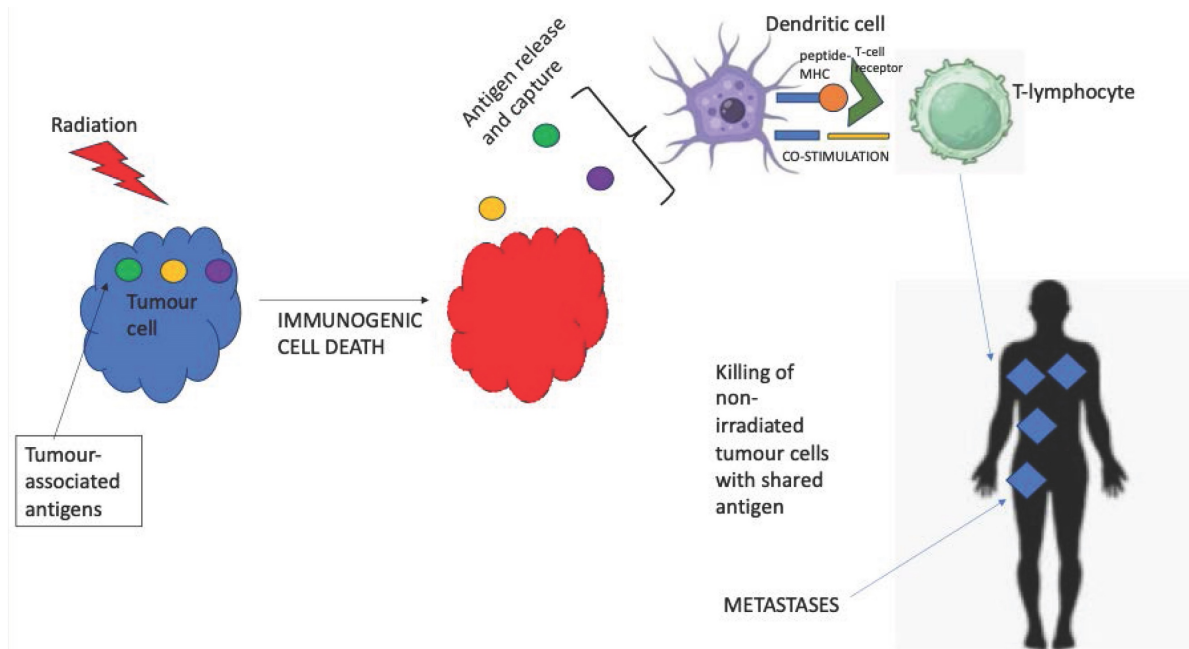 Radiation
Tumour
cell
Tumour-
associated
antigens
IMMUNOGENIC
CELL DEATH
Antigen release
and capture
Dendritic cell
peptide-
MHC
T-cell
receptor
CO-STIMULATION
T-lymphocyte
Killing of
non-
irradiated
tumour cells
with shared
antigen
METASTASES